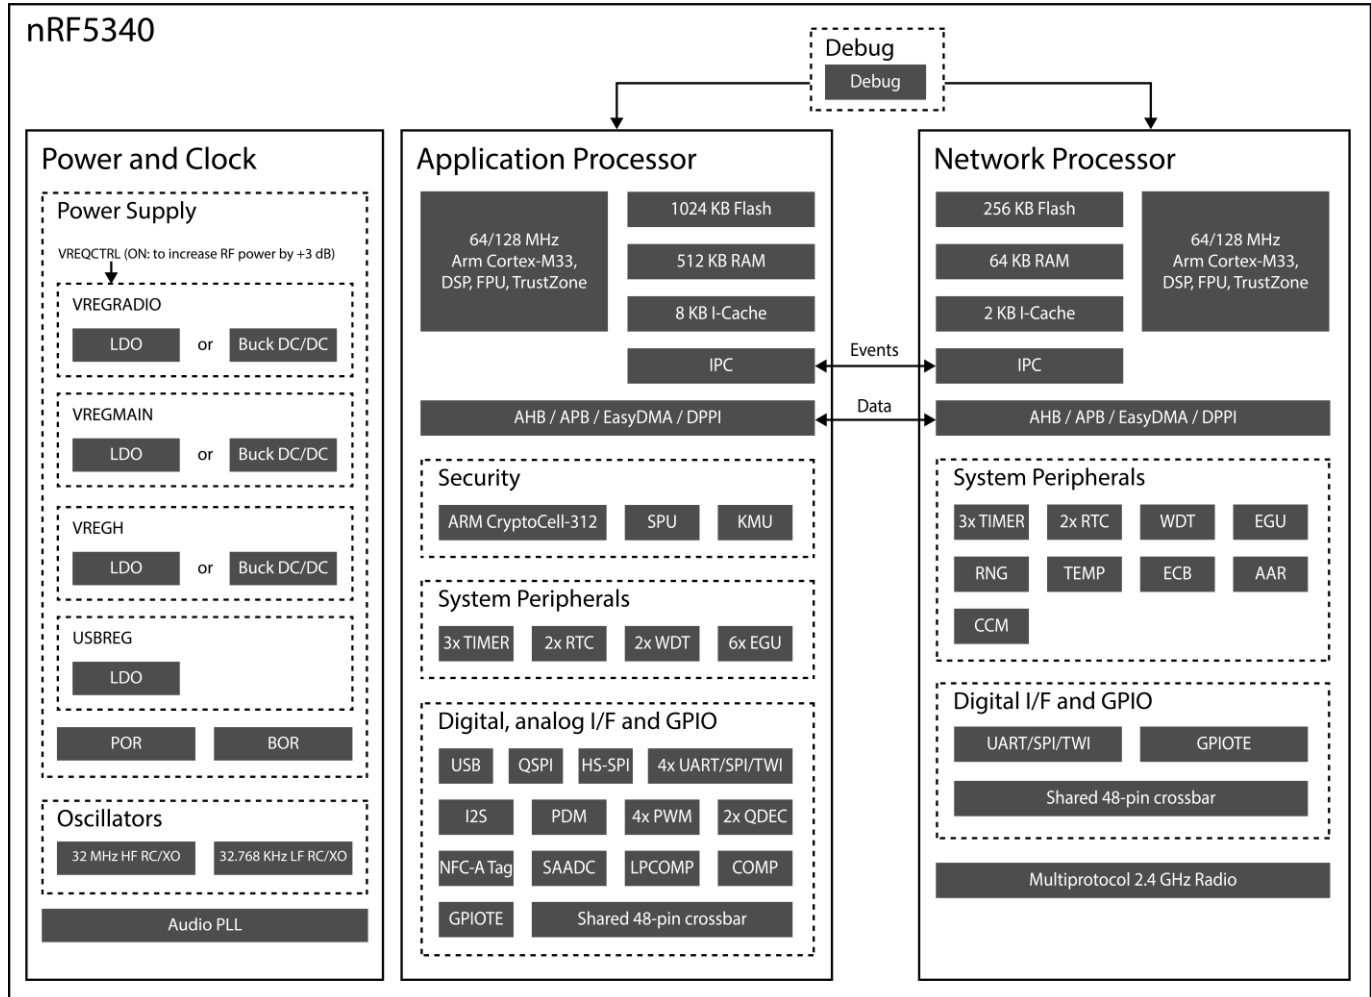 nRF5340
Debug
Debug
Power and Clock
Power Supply
VREQCTRL (ON: to increase RF power by +3 dB)
VREGRADIO
LDO or Buck DC/DC
VREGMAIN
LDO or Buck DC/DC
VREGH
LDO or Buck DC/DC
USBREG
LDO
POR BOR
Oscillators
32 MHz HF RC/XO 32.768 KHz LF RC/XO
Audio PLL
Application Processor
64/128 MHz
Arm Cortex-M33,
DSP, FPU, TrustZone
1024 KB Flash
512 KB RAM
8 KB I-Cache
IPC
AHB / APB / EasyDMA / DPPI
Security
ARM CryptoCell-312 SPU KMU
System Peripherals
3x TIMER 2x RTC 2x WDT 6x EGU
Digital, analog I/F and GPIO
USB QSPI HS-SPI 4x UART/SPI/TWI
I2S PDM 4x PWM 2x QDEC
NFC-A Tag SAADC LPCOMP COMP
GPIOTE Shared 48-pin crossbar
Events
Data
Network Processor
256 KB Flash
64 KB RAM
2 KB I-Cache
IPC
64/128 MHz
Arm Cortex-M33,
DSP, FPU, TrustZone
AHB / APB / EasyDMA / DPPI
System Peripherals
3x TIMER 2x RTC WDT EGU
RNG TEMP ECB AAR
CCM
Digital I/F and GPIO
UART/SPI/TWI GPIOTE
Shared 48-pin crossbar
Multiprotocol 2.4 GHz Radio